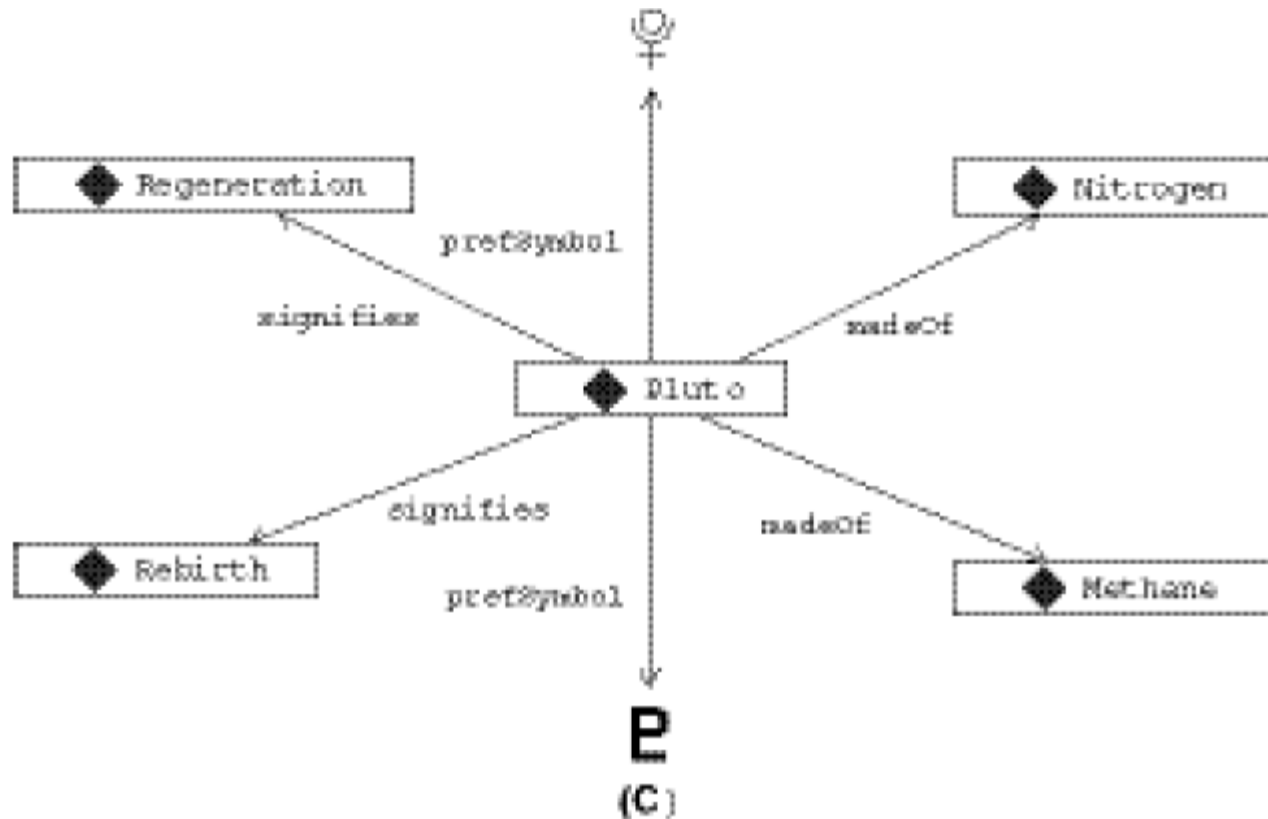 Regeneration
Nitrogen
prefSymbol
signifies
madeOf
Pluto
signifies
madeOf
Rebirth
prefSymbol
Methane
(C)